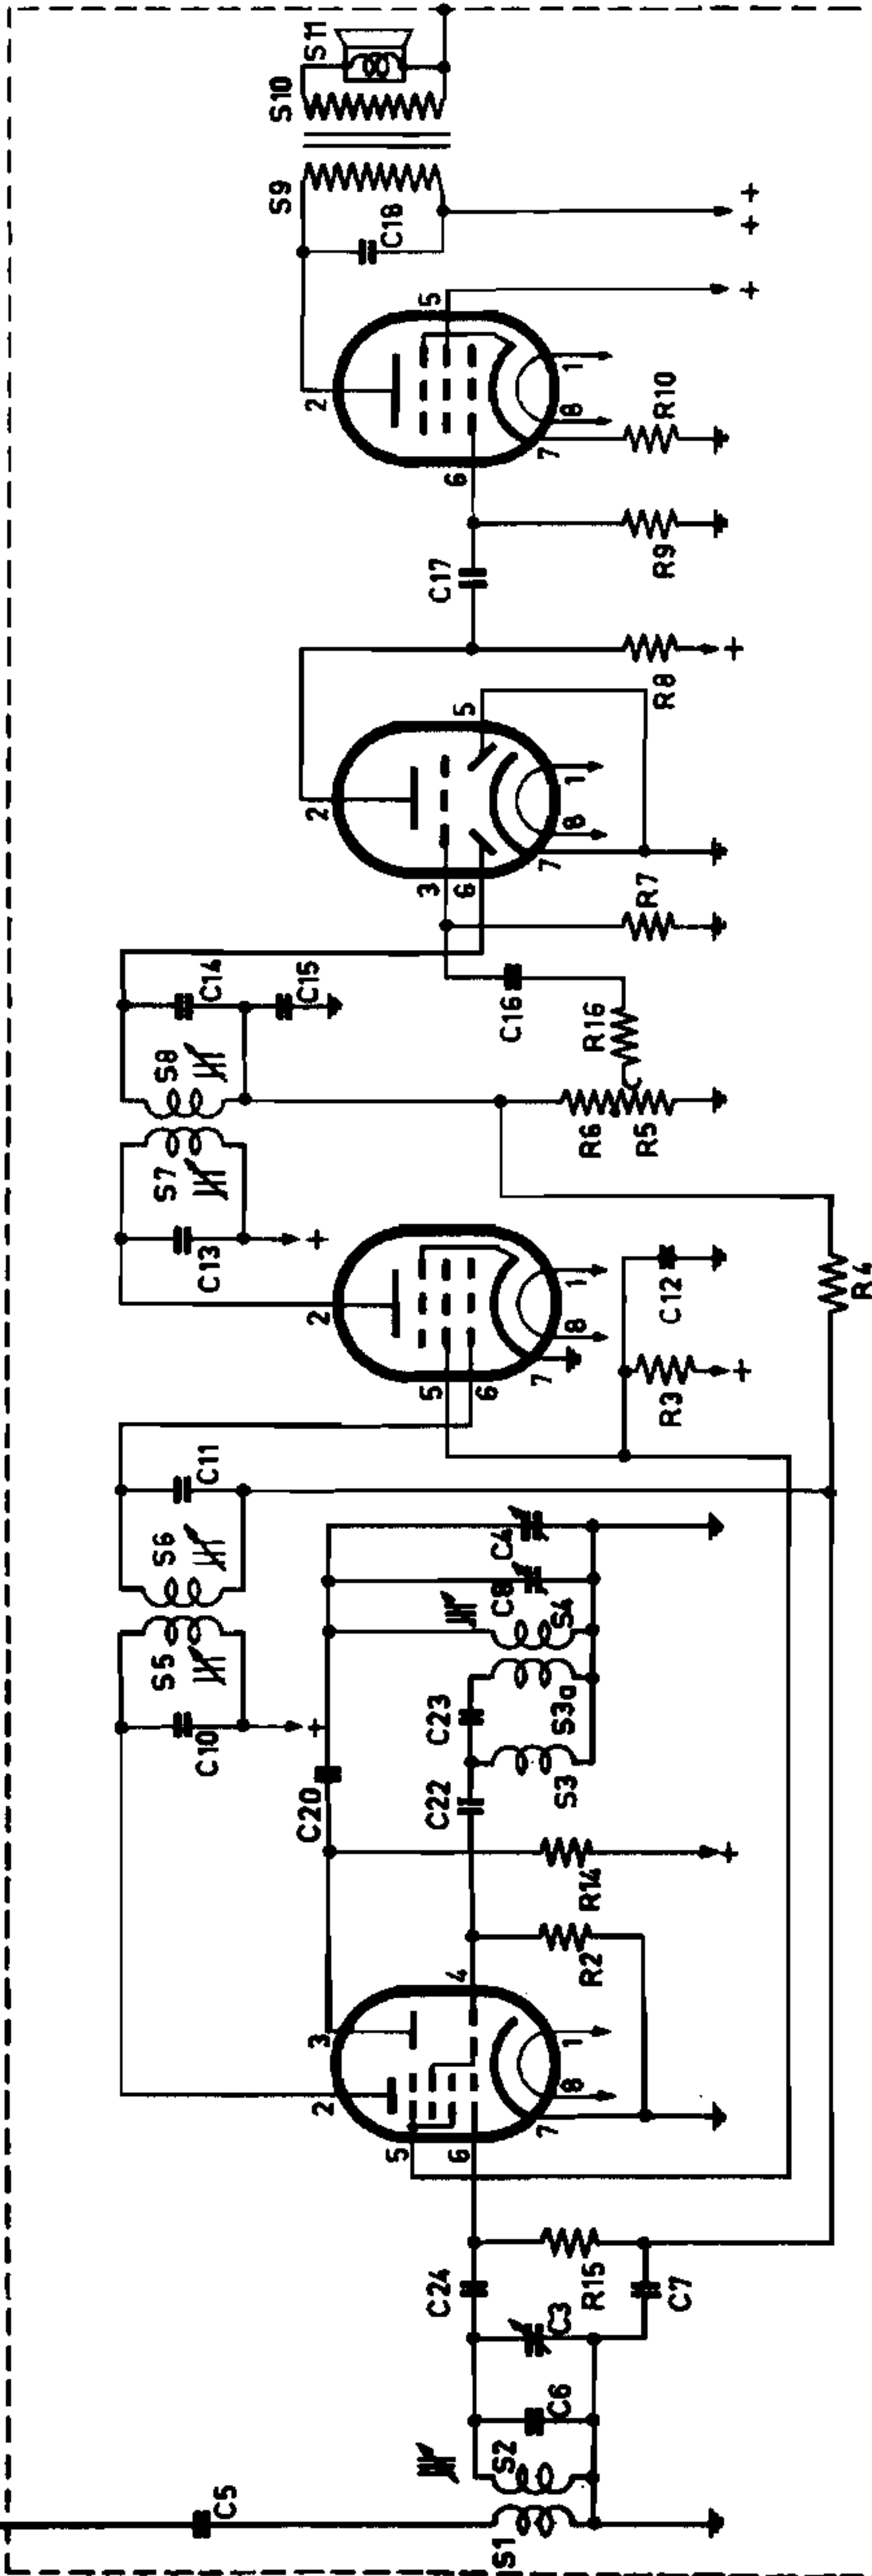 C5
S1
S2
C6
C3
C24
R15
C7
5
6
2
3
4
7
8
1
R2
R14
+
C20
C22
S3
C23
S3a
S4
C8
C4
C10
+
S5
S6
C11
5
6
2
7
8
1
R3
+
C12
R4
C13
+
S7
S8
C14
C15
R6
R5
R16
C16
R7
3
6
2
5
7
8
1
R8
+
C17
R9
6
2
5
7
8
1
R10
+
+ +
C18
S9
S10
S11